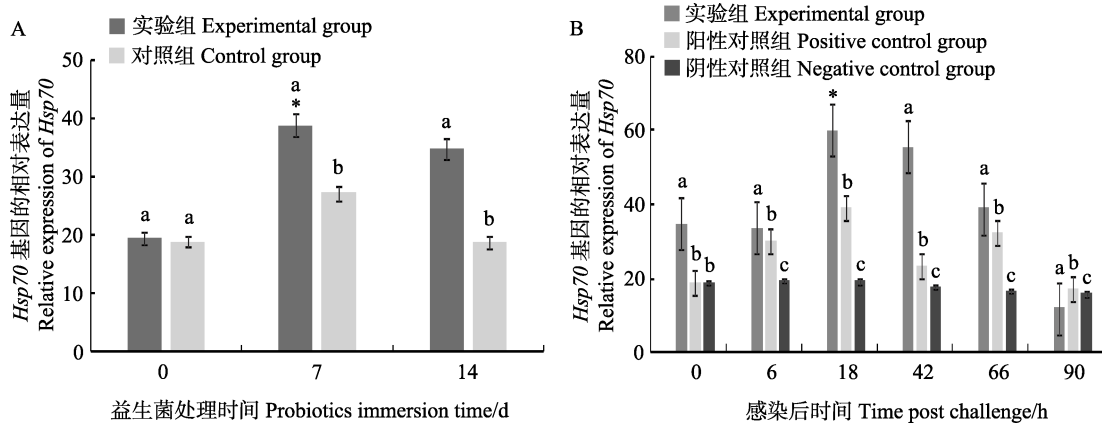 A
实验组 Experimental group
对照组 Control group
Hsp70 基因的相对表达量
Relative expression of Hsp70
50
40
30
20
10
0
a
a
a
*
b
a
b
0
7
14
益生菌处理时间 Probiotics immersion time/d
B
实验组 Experimental group
阳性对照组 Positive control group
阴性对照组 Negative control group
Hsp70 基因的相对表达量
Relative expression of Hsp70
80
60
40
20
0
a
b
b
a
b
c
*
b
c
a
b
c
a
b
c
a
b
c
0
6
18
42
66
90
感染后时间 Time post challenge/h